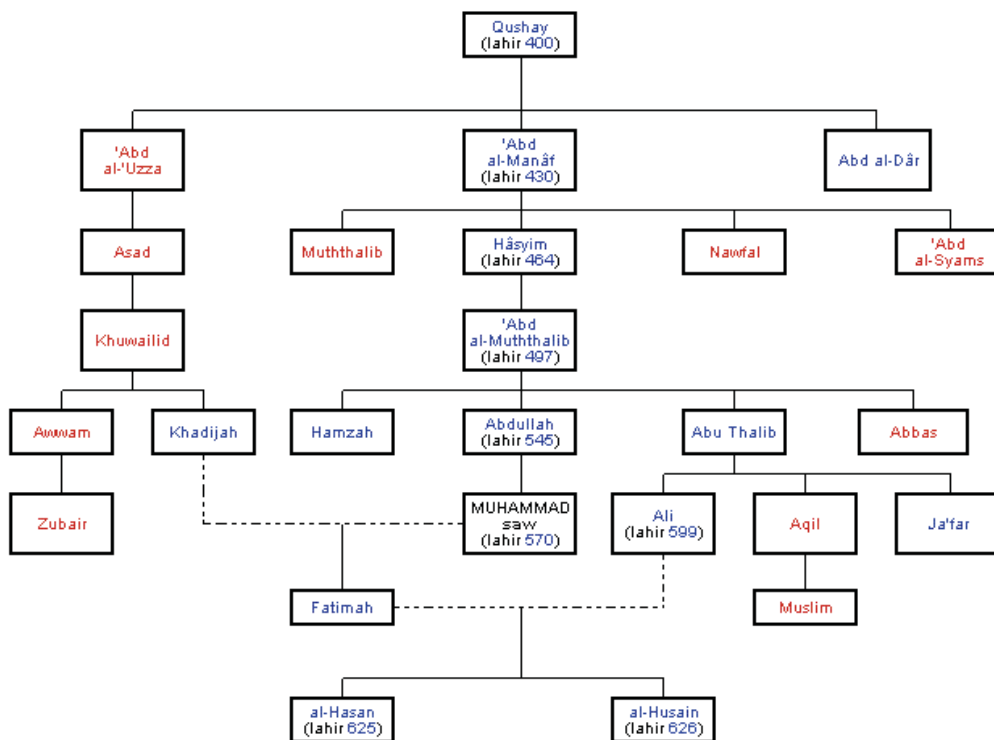 Qushay
(lahir 400)
'Abd
al-'Uzza
'Abd
al-Manâf
(lahir 430)
Abd al-Dâr
Asad
Muththalib
Hâsyim
(lahir 464)
Nawfal
'Abd
al-Syams
Khuwailid
'Abd
al-Muththalib
(lahir 497)
Awwam
Khadijah
Hamzah
Abdullah
(lahir 545)
Abu Thalib
Abbas
Zubair
MUHAMMAD
saw
(lahir 570)
Ali
(lahir 599)
Aqil
Ja'far
Fatimah
Muslim
al-Hasan
(lahir 625)
al-Husain
(lahir 626)